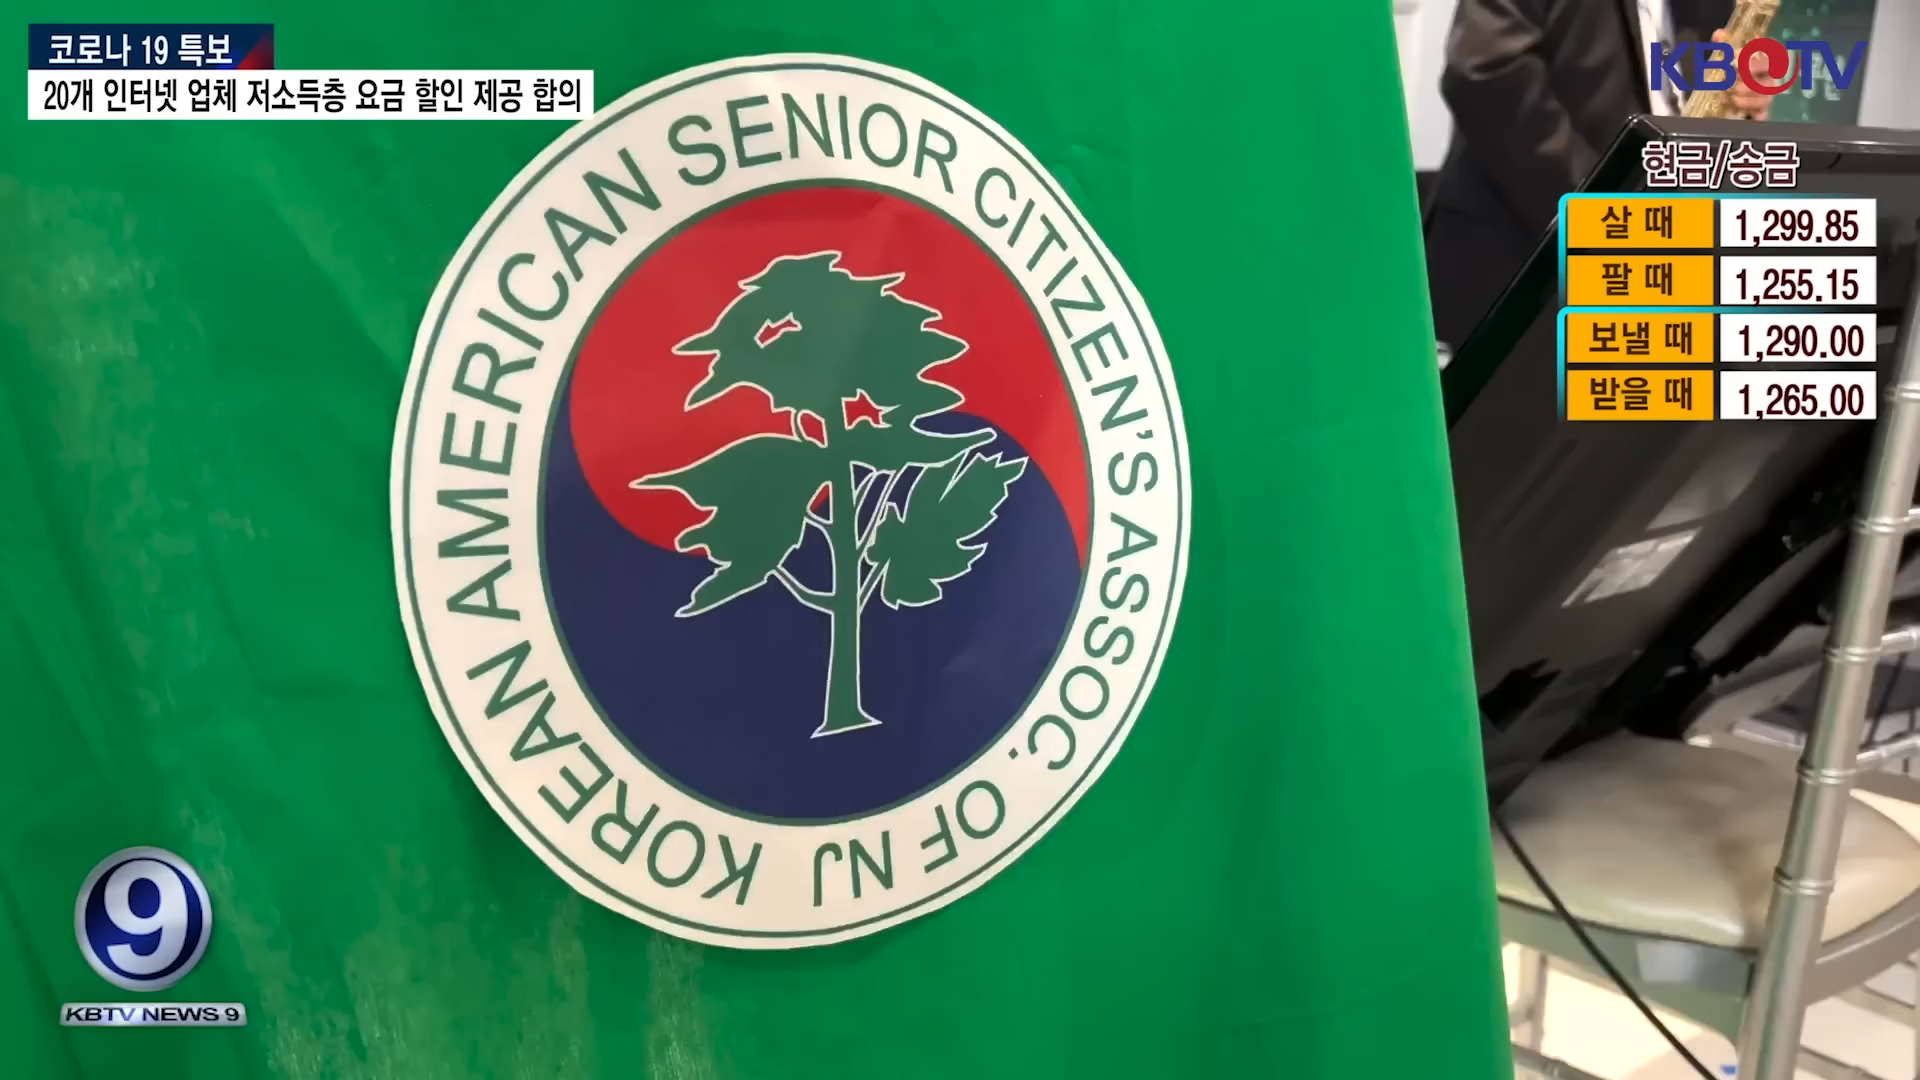 코로나 19 특보
20개 인터넷 업체 저소득층 요금 할인 제공 합의
KB@TV
현금/송금
살 때 1,299.85
팔 때 1,255.15
보낼 때 1,290.00
받을 때 1,265.00
KOREAN AMERICAN SENIOR CITIZEN'S ASSOC. OF NJ
9
KBTV NEWS 9